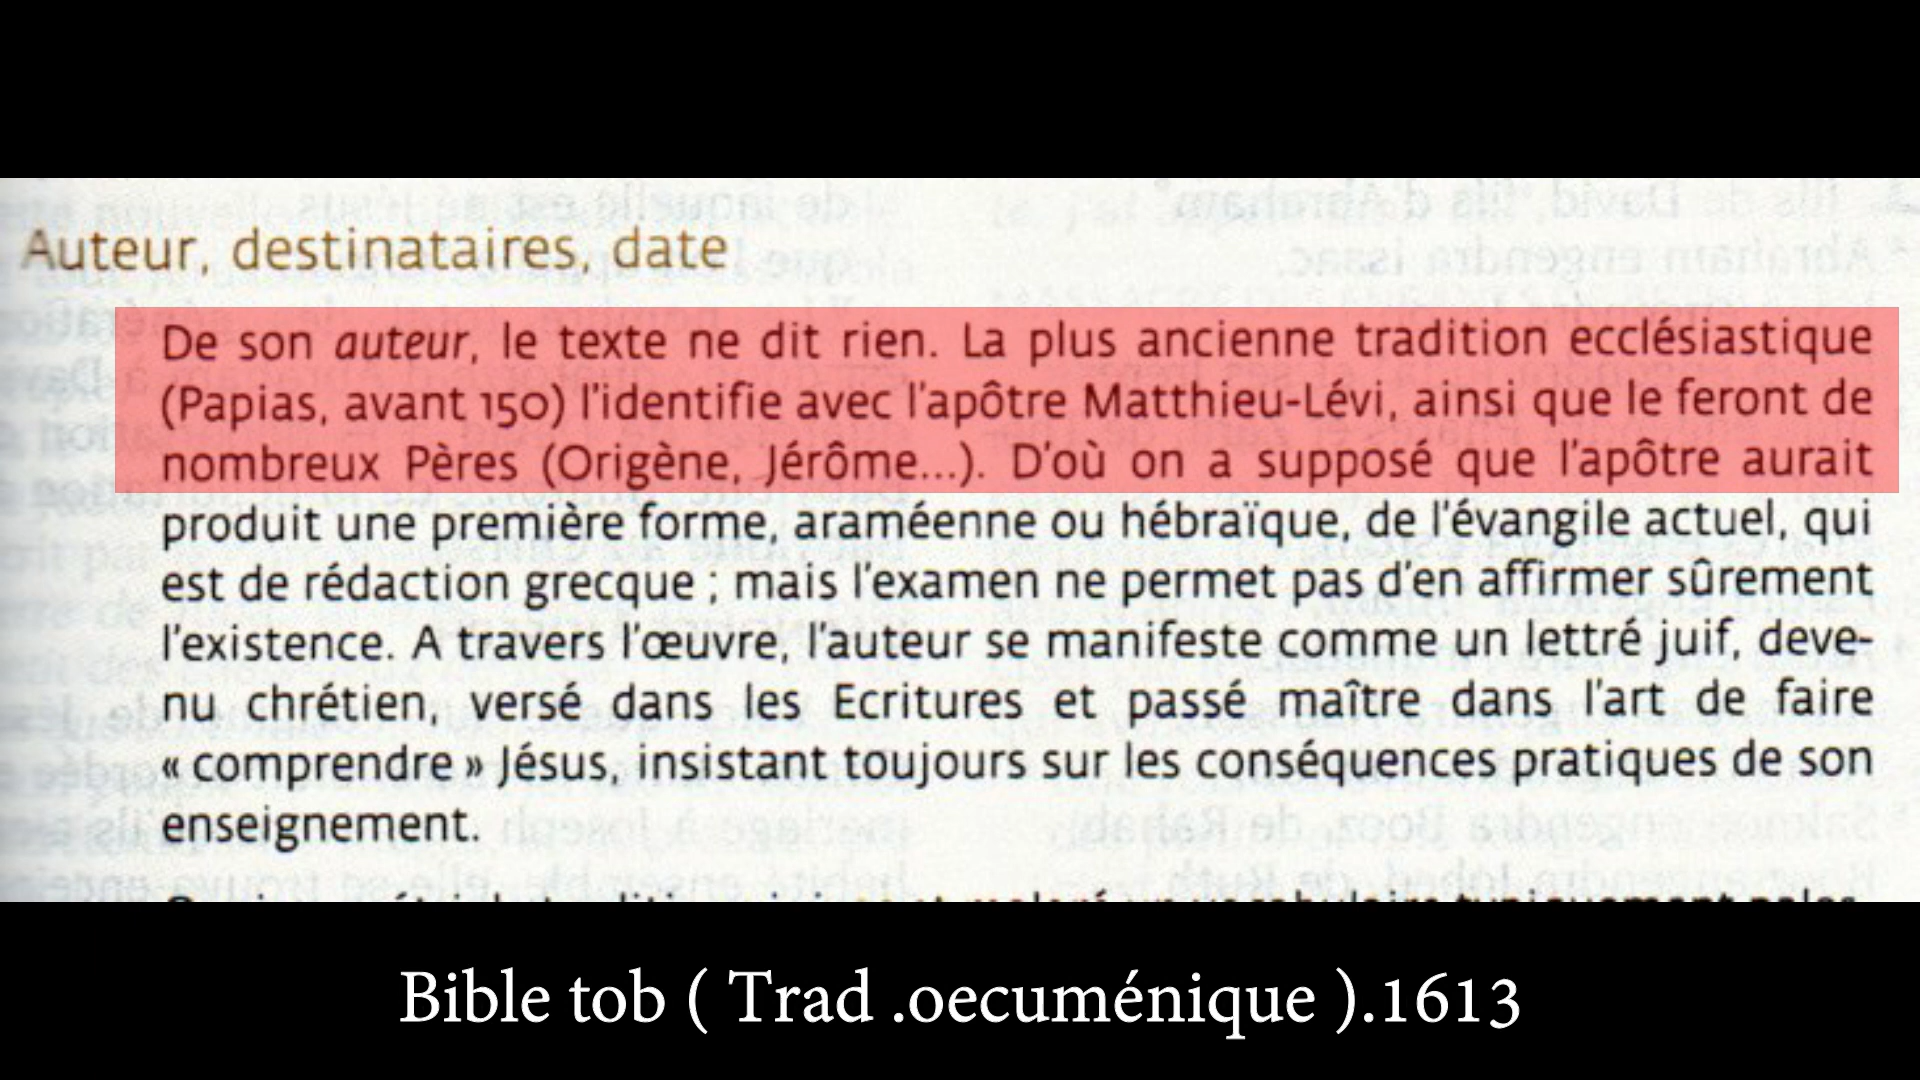 Auteur, destinataires, date
De son auteur, le texte ne dit rien. La plus ancienne tradition ecclésiastique
(Papias, avant 150) l'identifie avec l'apôtre Matthieu-Lévi, ainsi que le feront de
nombreux Pères (Origène, Jérôme...). D'où on a supposé que l'apôtre aurait
produit une première forme, araméenne ou hébraïque, de l'évangile actuel, qui
est de rédaction grecque ; mais l'examen ne permet pas d'en affirmer sûrement
l'existence. A travers l'œuvre, l'auteur se manifeste comme un lettré juif, deve-
nu chrétien, versé dans les Ecritures et passé maître dans l'art de faire
« comprendre » Jésus, insistant toujours sur les conséquences pratiques de son
enseignement.
Bible tob ( Trad .oecuménique ).1613